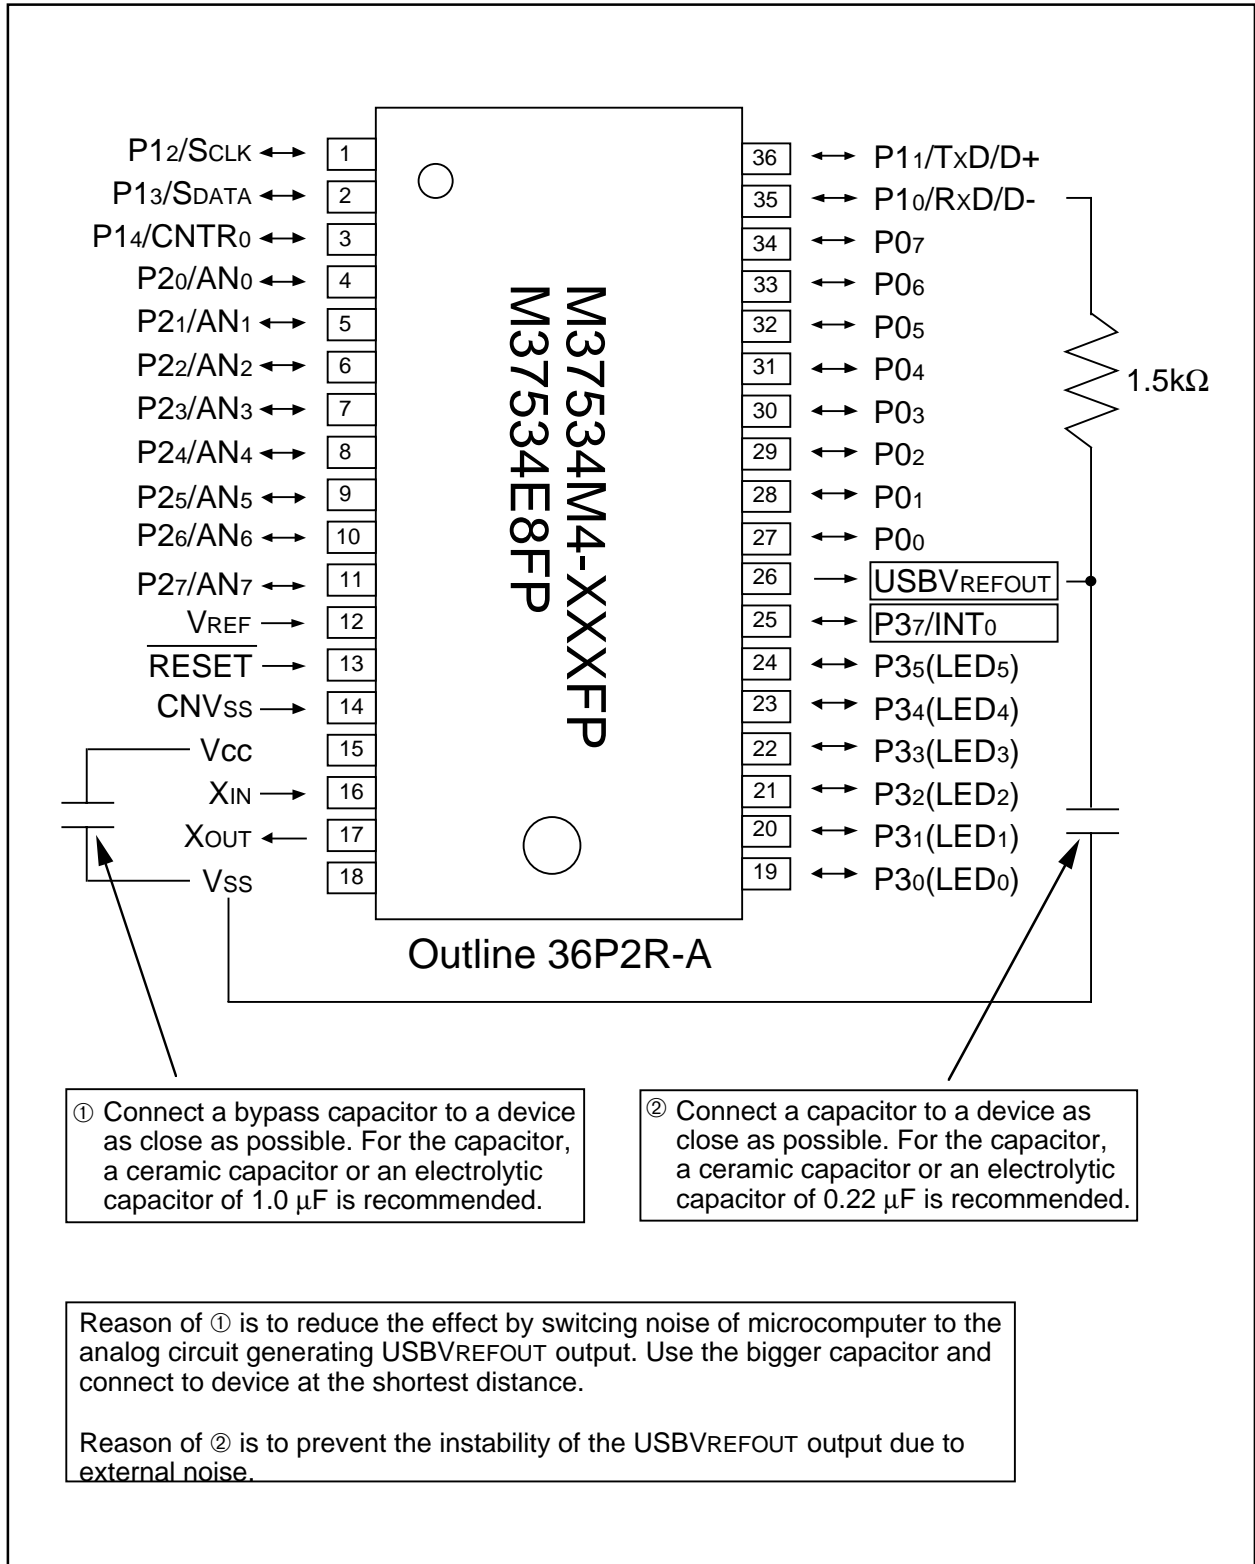 P12/SCLK 1
P13/SDATA 2
P14/CNTR0 3
P20/AN0 4
P21/AN1 5
P22/AN2 6
P23/AN3 7
P24/AN4 8
P25/AN5 9
P26/AN6 10
P27/AN7 11
VREF 12
RESET 13
CNVSS 14
Vcc 15
XIN 16
XOUT 17
VSS 18
M37534M4-XXXFP
M37534E8FP
36 P11/TXD/D+
35 P10/RXD/D-
34 P07
33 P06
32 P05
31 P04
30 P03
29 P02
28 P01
27 P00
26 USBVREFOUT
25 P37/INT0
24 P35(LED5)
23 P34(LED4)
22 P33(LED3)
21 P32(LED2)
20 P31(LED1)
19 P30(LED0)
1.5kΩ
Outline 36P2R-A
① Connect a bypass capacitor to a device
as close as possible. For the capacitor,
a ceramic capacitor or an electrolytic
capacitor of 1.0 µF is recommended.
② Connect a capacitor to a device as
close as possible. For the capacitor,
a ceramic capacitor or an electrolytic
capacitor of 0.22 µF is recommended.
Reason of ① is to reduce the effect by switcing noise of microcomputer to the
analog circuit generating USBVREFOUT output. Use the bigger capacitor and
connect to device at the shortest distance.
Reason of ② is to prevent the instability of the USBVREFOUT output due to
external noise.